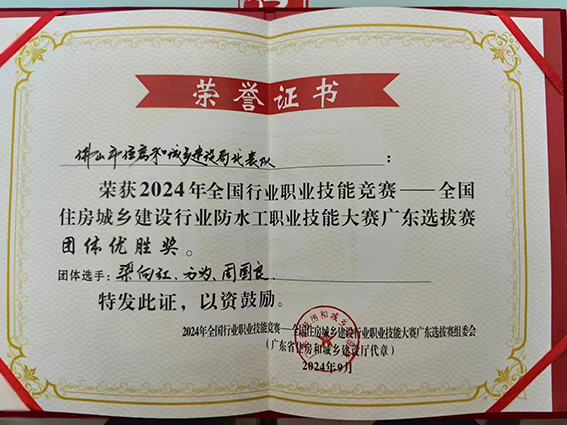 荣誉证书
佛山市住房和城乡建设局代表队：
荣获2024年全国行业职业技能竞赛——全国
住房城乡建设行业防水工职业技能大赛广东选拔赛
团体优胜奖。
团体选手：梁向红、方为、周国良
特发此证，以资鼓励。
2024年全国行业职业技能竞赛—全国住房城乡建设行业职业技能大赛广东选拔赛组委会
（广东省住房和城乡建设厅代章）
2024年9月